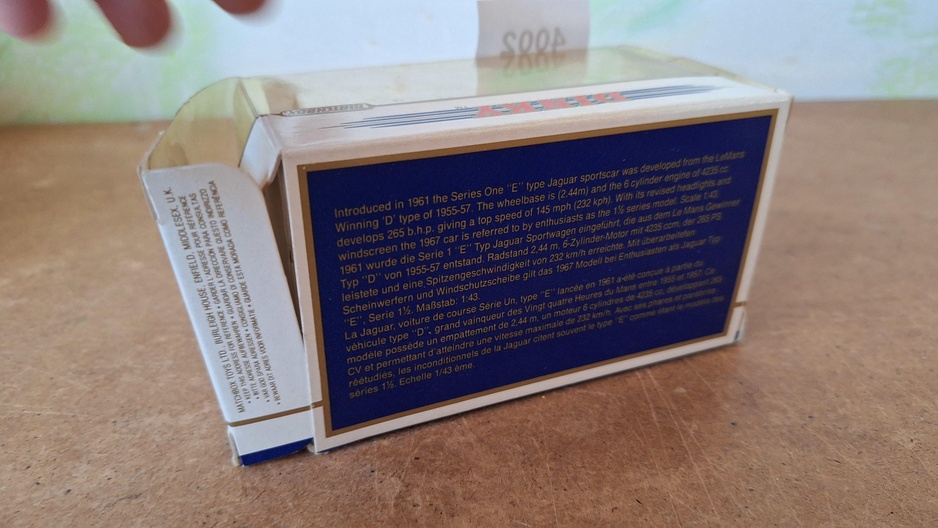 4002
DINKY
Introduced in 1961 the Series One "E" type Jaguar sportscar was developed from the LeMans
Winning 'D' type of 1955-57. The wheelbase is (2·44m) and the 6 cylinder engine of 4235 cc
develops 265 b.h.p. giving a top speed of 145 mph (232 kph). With its revised headlights and
windscreen the 1967 car is referred to by enthusiasts as the 1½ series model. Scale 1:43.
1961 wurde die Serie 1 "E" Typ Jaguar Sportwagen eingeführt, die aus dem Le Mans Gewinner
Typ "D" von 1955-57 entstand. Radstand 2,44 m. 6-Zylinder-Motor mit 4235 ccm, der 265 PS
leistete und eine Spitzengeschwindigkeit von 232 km/h erreichte. Mit überarbeiteten
Scheinwerfern und Windschutzscheibe gilt das 1967 Modell bei Enthusiasten als Jaguar Typ
"E", Serie 1½. Maßstab: 1:43.
La Jaguar, voiture de course Série Un, type "E" lancée en 1961 a été conçue à partir du
véhicule type "D", grand vainqueur des Vingt quatre Heures du Mans entre 1955 et 1957. Ce
modèle possède un empattement de 2,44 m, un moteur 6 cylindres de 4235 cc, développant 265
CV et permettant d'atteindre une vitesse maximale de 232 km/h. Avec ses phares et parebrise
réétudiés, les inconditionnels de la Jaguar citent souvent le type "E" comme étant le modèle des
séries 1½. Echelle 1/43 ème.
MATCHBOX TOYS LTD. BURLEIGH HOUSE, ENFIELD, MIDDLESEX, U.K.